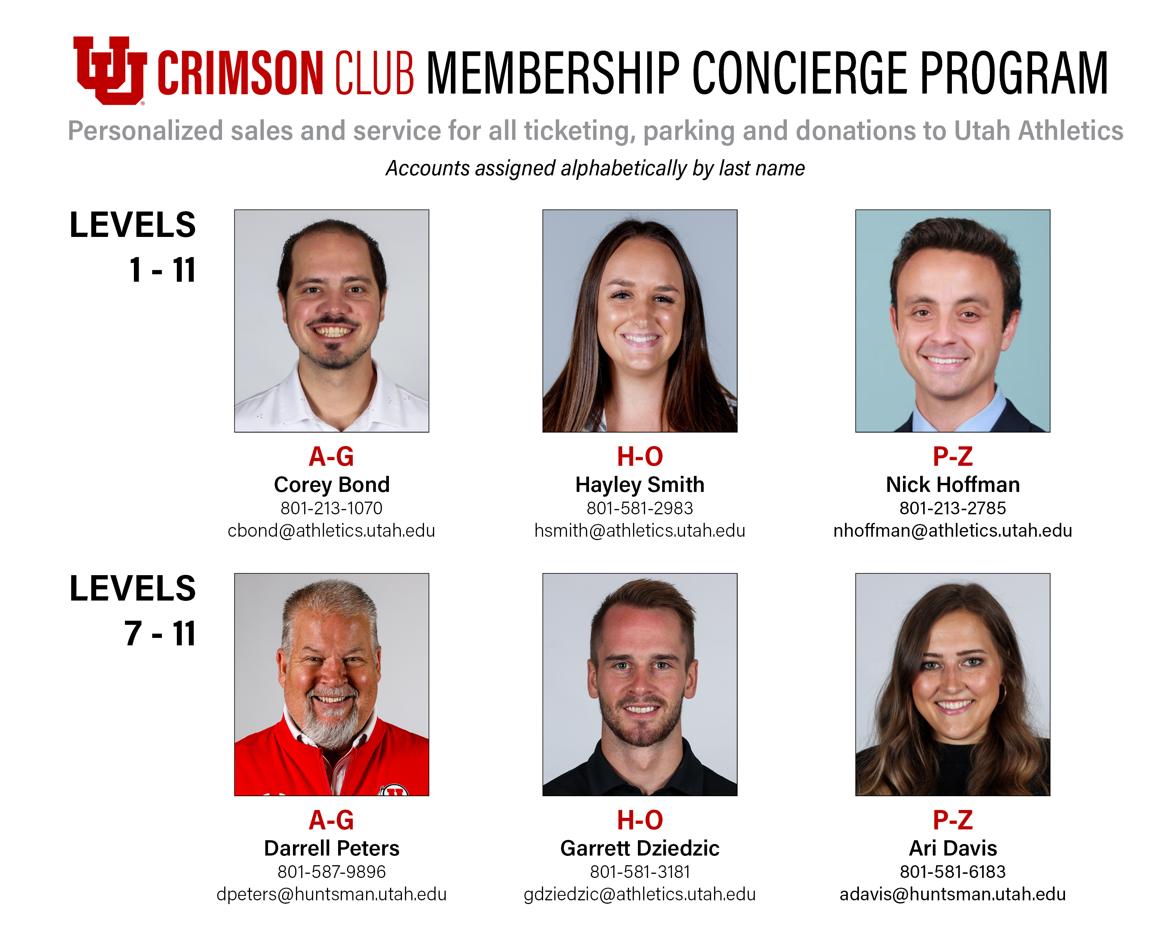 UU CRIMSON CLUB MEMBERSHIP CONCIERGE PROGRAM
Personalized sales and service for all ticketing, parking and donations to Utah Athletics
Accounts assigned alphabetically by last name
LEVELS
1 - 11
A-G
Corey Bond
801-213-1070
cbond@athletics.utah.edu
H-O
Hayley Smith
801-581-2983
hsmith@athletics.utah.edu
P-Z
Nick Hoffman
801-213-2785
nhoffman@athletics.utah.edu
LEVELS
7 - 11
A-G
Darrell Peters
801-587-9896
dpeters@huntsman.utah.edu
H-O
Garrett Dziedzic
801-581-3181
gdziedzic@athletics.utah.edu
P-Z
Ari Davis
801-581-6183
adavis@huntsman.utah.edu